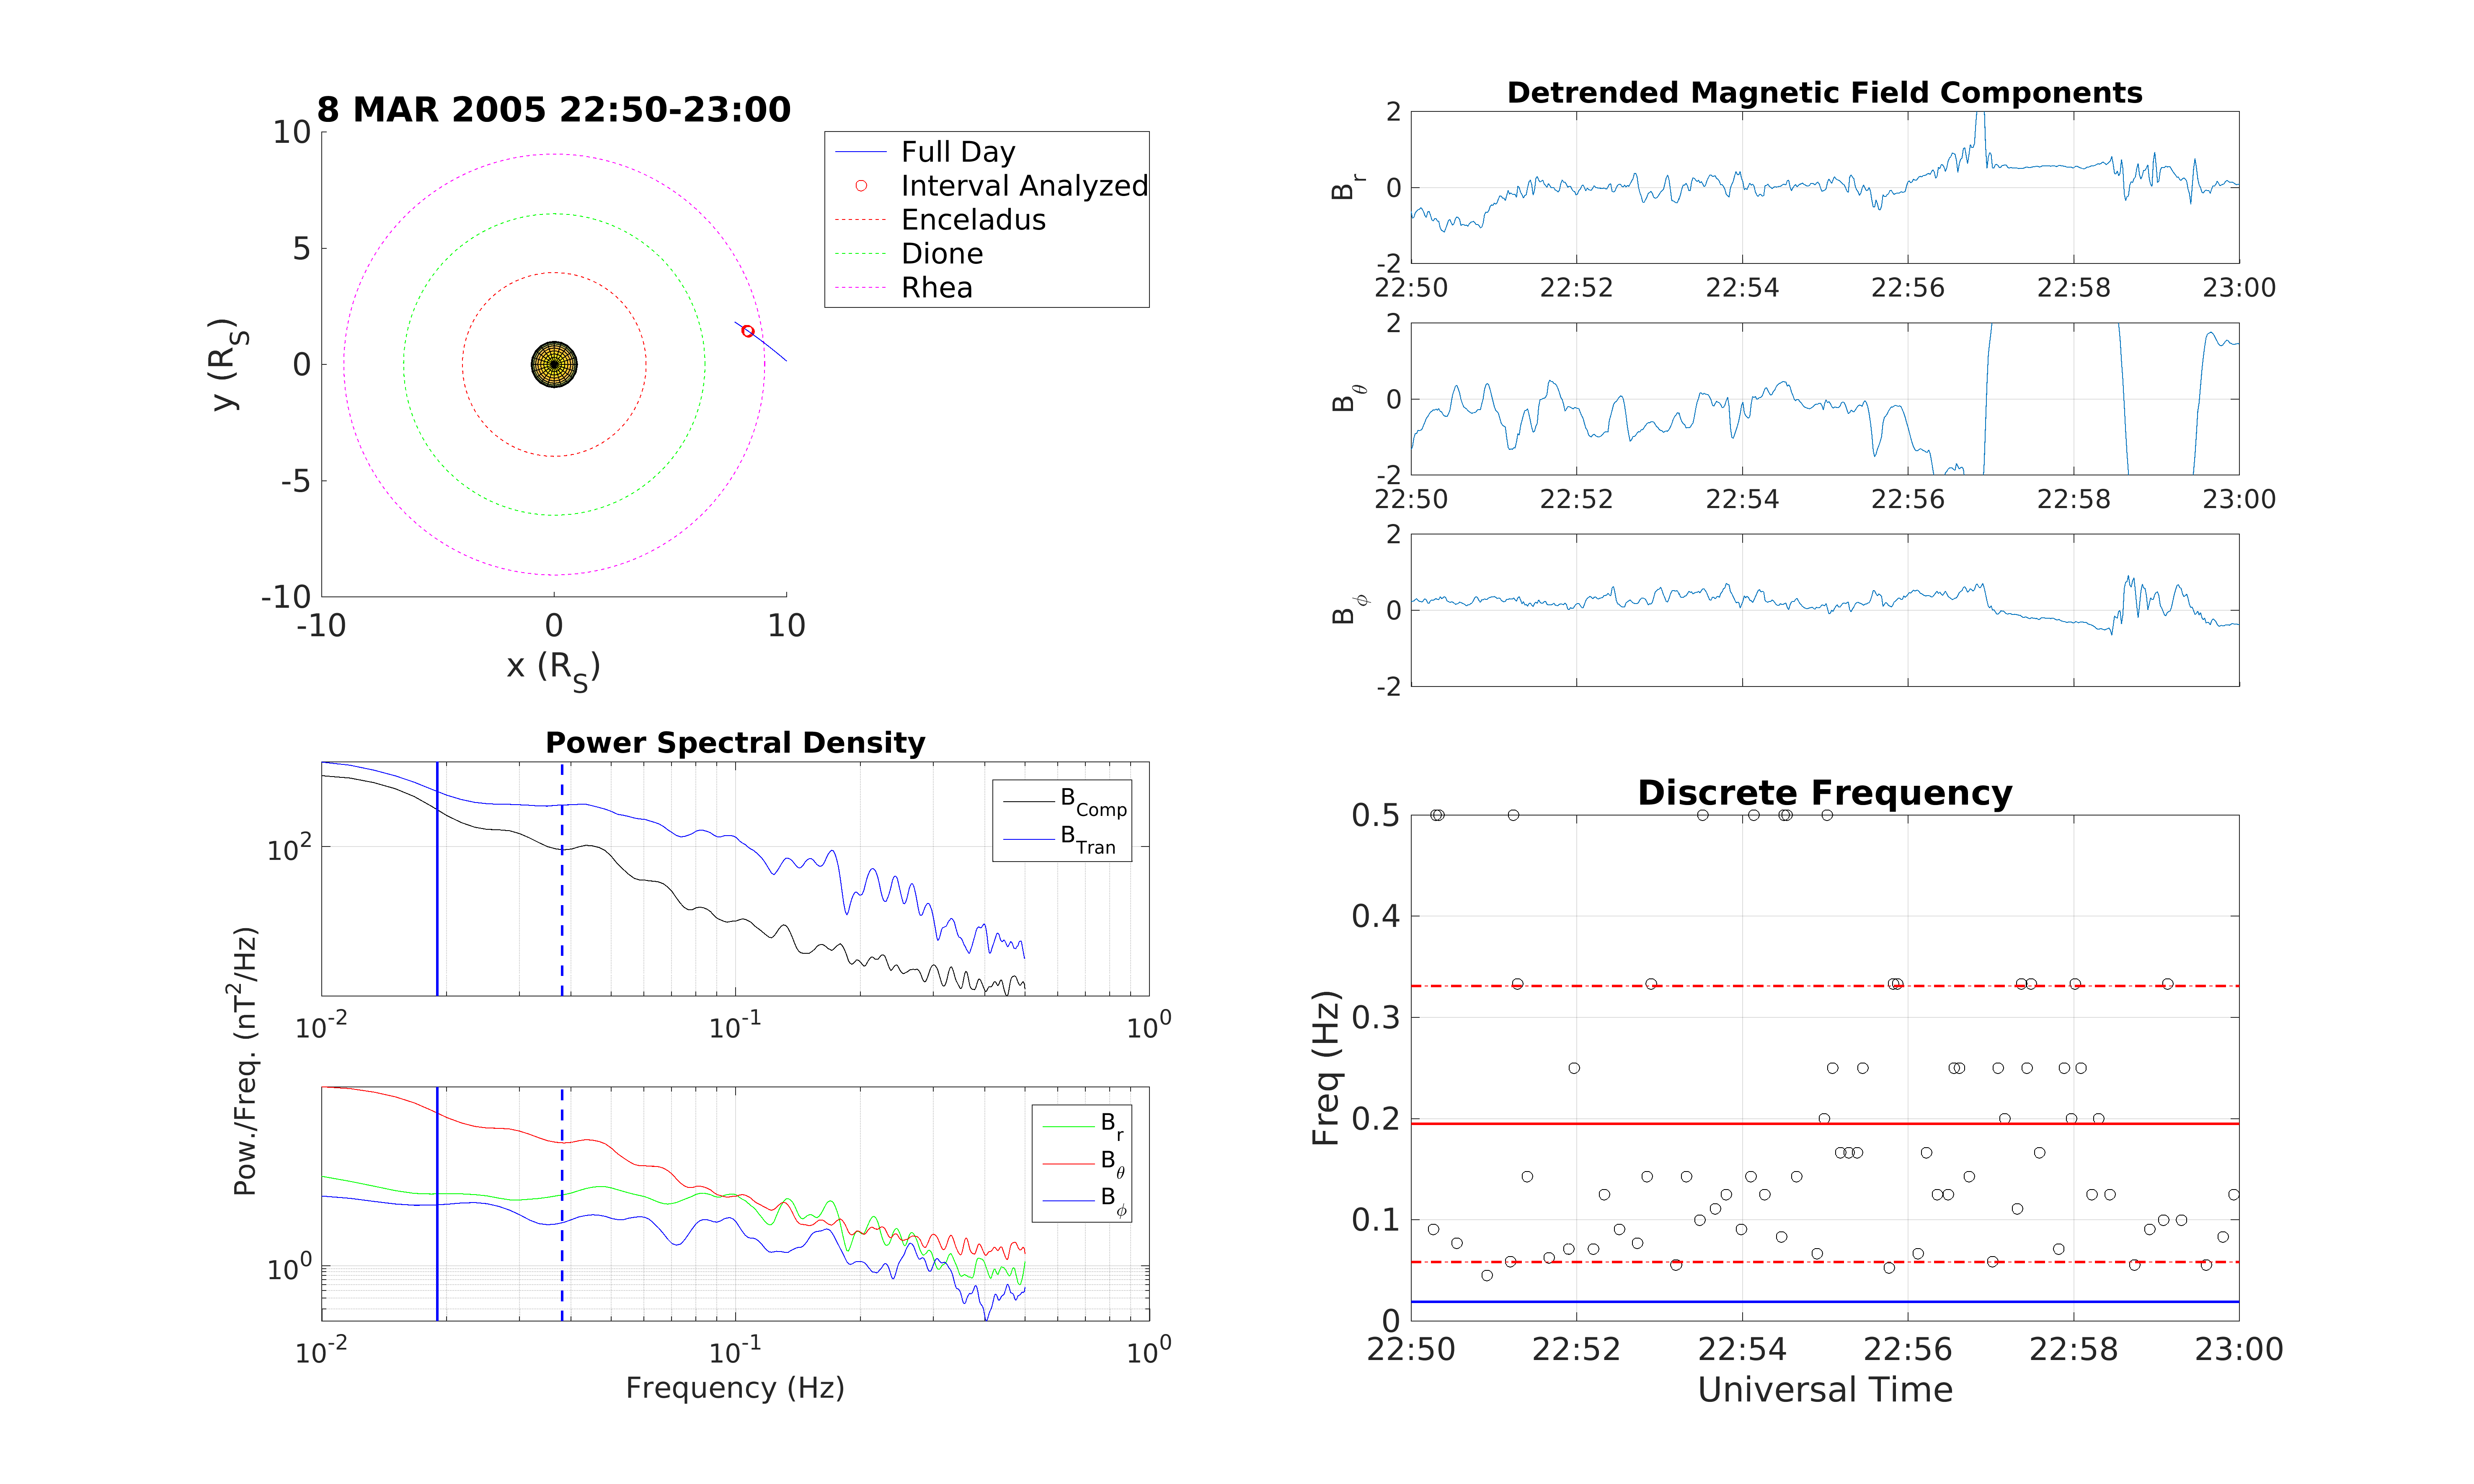 8 MAR 2005 22:50-23:00
10
5
0
-5
-10
-10
0
10
y (R_S)
x (R_S)
Full Day
Interval Analyzed
Enceladus
Dione
Rhea
Detrended Magnetic Field Components
2
0
-2
B_r
22:50 22:52 22:54 22:56 22:58 23:00
2
0
-2
B_θ
22:50 22:52 22:54 22:56 22:58 23:00
2
0
-2
B_ϕ
Power Spectral Density
10^2
B_Comp
B_Tran
10^-2 10^-1 10^0
Pow./Freq. (nT^2/Hz)
10^0
B_r
B_θ
B_ϕ
10^-2 10^-1 10^0
Frequency (Hz)
Discrete Frequency
0.5
0.4
0.3
0.2
0.1
0
Freq (Hz)
22:50 22:52 22:54 22:56 22:58 23:00
Universal Time